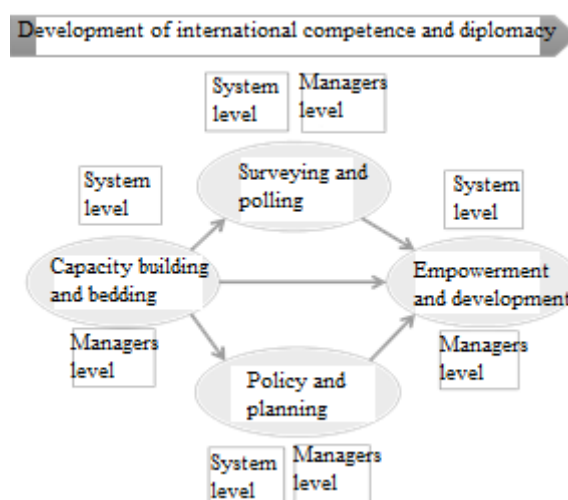 Development of international competence and diplomacy
System
level
Managers
level
Surveying and
polling
System
level
System
level
Capacity building
and bedding
Empowerment
and development
Managers
level
Managers
level
Policy and
planning
System
level
Managers
level